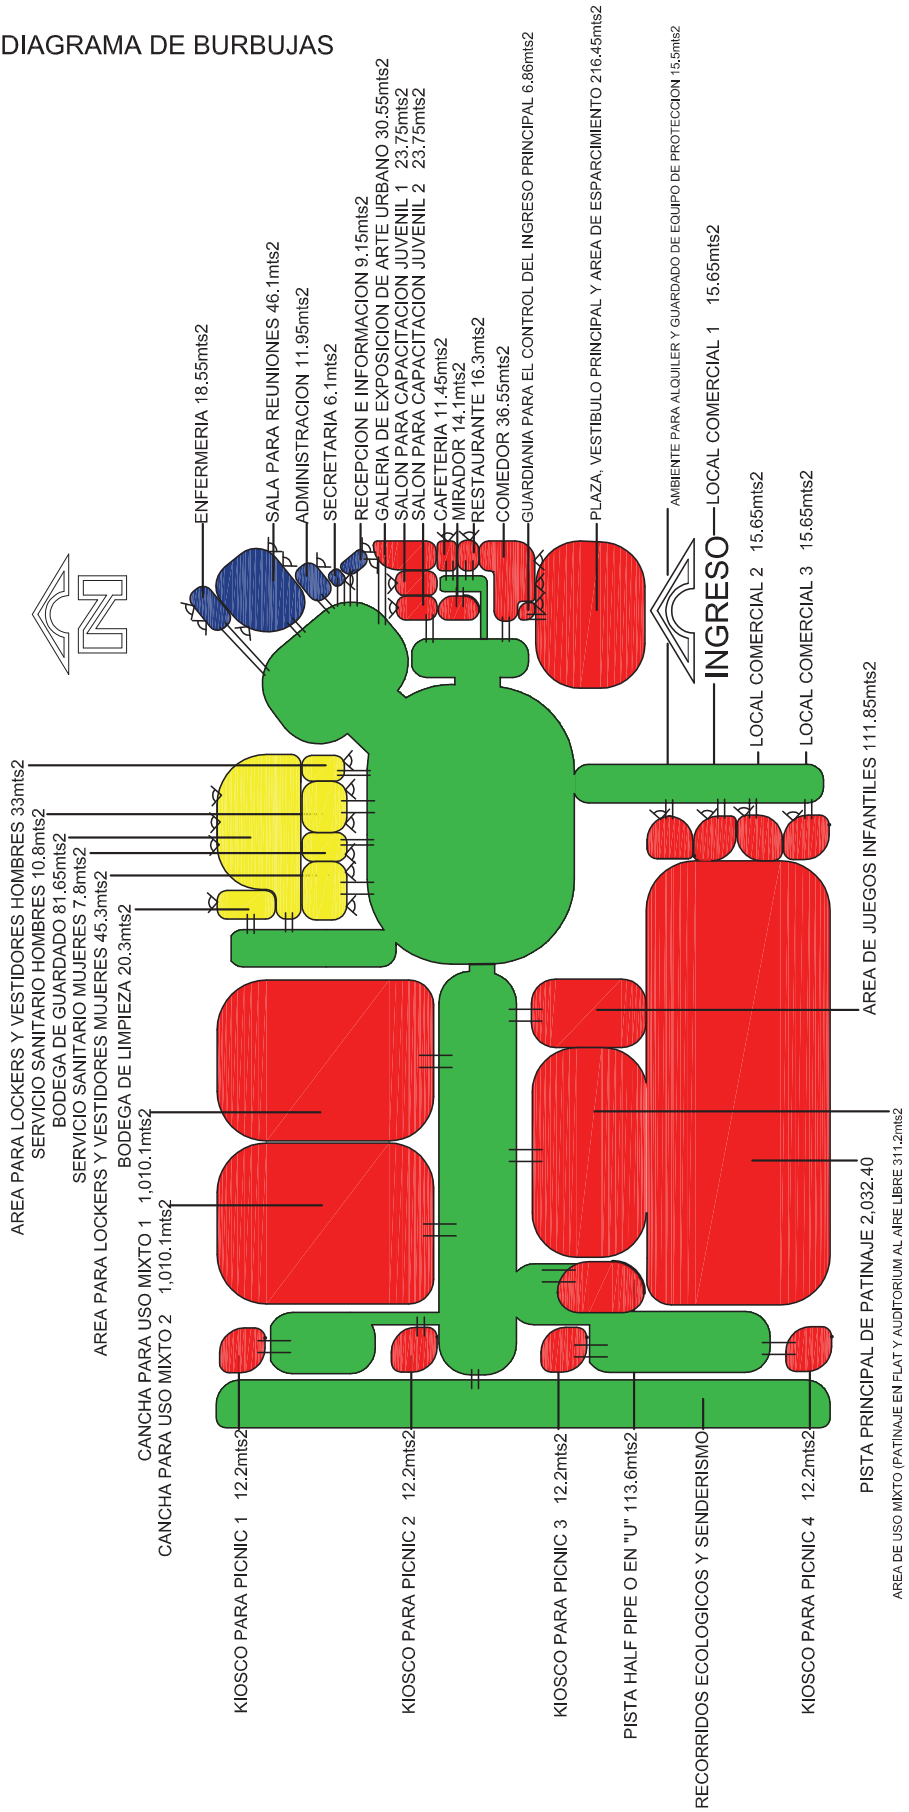 DIAGRAMA DE BURBUJAS
N
ENFERMERIA 18.55mts2
SALA PARA REUNIONES 46.1mts2
ADMINISTRACION 11.95mts2
SECRETARIA 6.1mts2
RECEPCION E INFORMACION 9.15mts2
GALERIA DE EXPOSICION DE ARTE URBANO 30.55mts2
SALON PARA CAPACITACION JUVENIL 1 23.75mts2
SALON PARA CAPACITACION JUVENIL 2 23.75mts2
CAFETERIA 11.45mts2
MIRADOR 14.1mts2
RESTAURANTE 16.3mts2
COMEDOR 36.55mts2
GUARDIANIA PARA EL CONTROL DEL INGRESO PRINCIPAL 6.86mts2
PLAZA, VESTIBULO PRINCIPAL Y AREA DE ESPARCIMIENTO 216.45mts2
AMBIENTE PARA ALQUILER Y GUARDADO DE EQUIPO DE PROTECCION 15.5mts2
INGRESO
LOCAL COMERCIAL 1 15.65mts2
LOCAL COMERCIAL 2 15.65mts2
LOCAL COMERCIAL 3 15.65mts2
AREA PARA LOCKERS Y VESTIDORES HOMBRES 33mts2
SERVICIO SANITARIO HOMBRES 10.8mts2
BODEGA DE GUARDADO 81.65mts2
SERVICIO SANITARIO MUJERES 7.8mts2
AREA PARA LOCKERS Y VESTIDORES MUJERES 45.3mts2
BODEGA DE LIMPIEZA 20.3mts2
CANCHA PARA USO MIXTO 1 1,010.1mts2
CANCHA PARA USO MIXTO 2 1,010.1mts2
AREA DE JUEGOS INFANTILES 111.85mts2
KIOSCO PARA PICNIC 1 12.2mts2
KIOSCO PARA PICNIC 2 12.2mts2
KIOSCO PARA PICNIC 3 12.2mts2
PISTA HALF PIPE O EN "U" 113.6mts2
RECORRIDOS ECOLOGICOS Y SENDERISMO
KIOSCO PARA PICNIC 4 12.2mts2
PISTA PRINCIPAL DE PATINAJE 2,032.40
AREA DE USO MIXTO (PATINAJE EN FLAT Y AUDITORIUM AL AIRE LIBRE 311.2mts2